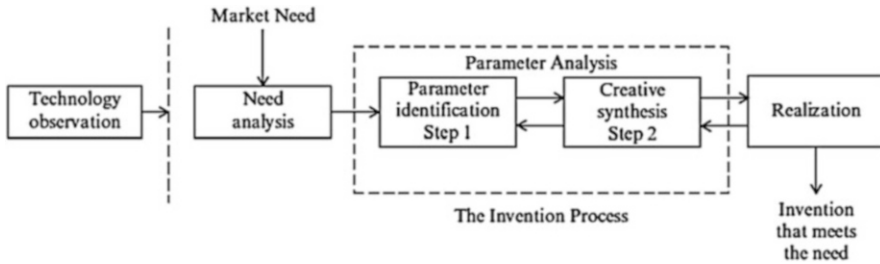 Market Need
Technology
observation
Need
analysis
Parameter Analysis
Parameter
identification
Step 1
Creative
synthesis
Step 2
Realization
The Invention Process
Invention
that meets
the need